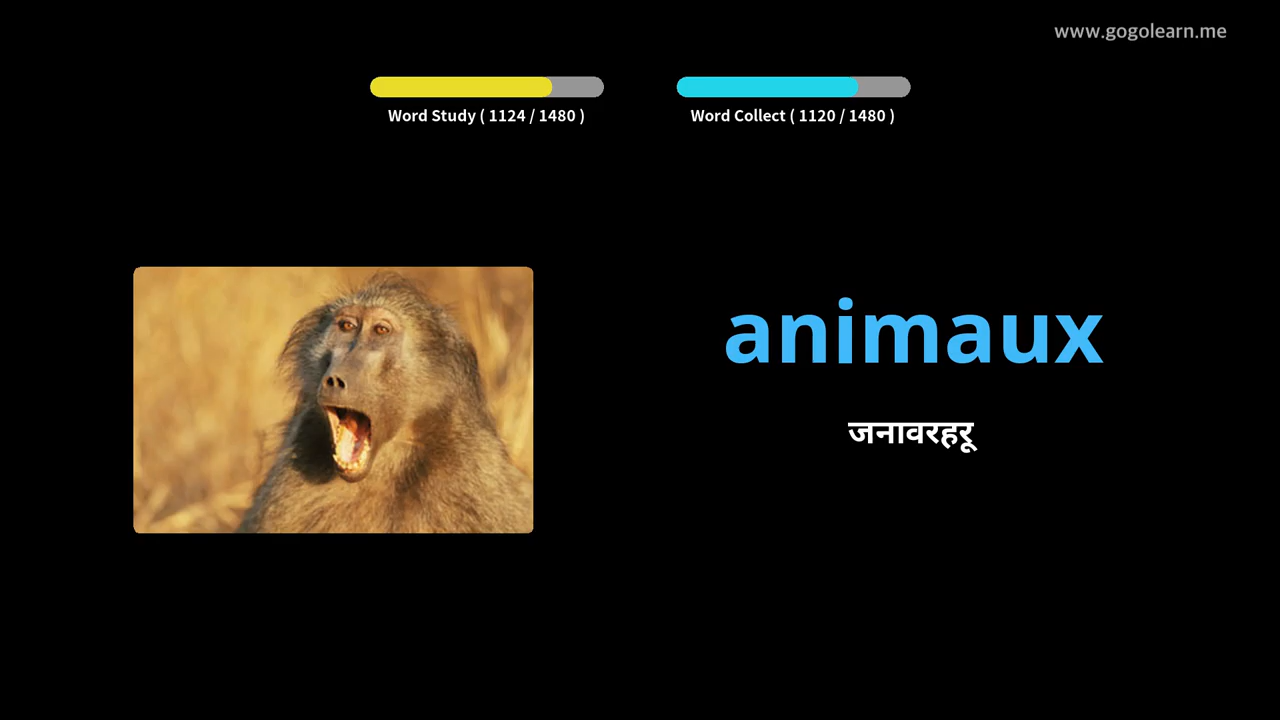 www.gogolearn.me
Word Study ( 1124 / 1480 )
Word Collect ( 1120 / 1480 )
animaux
जनावरहरू